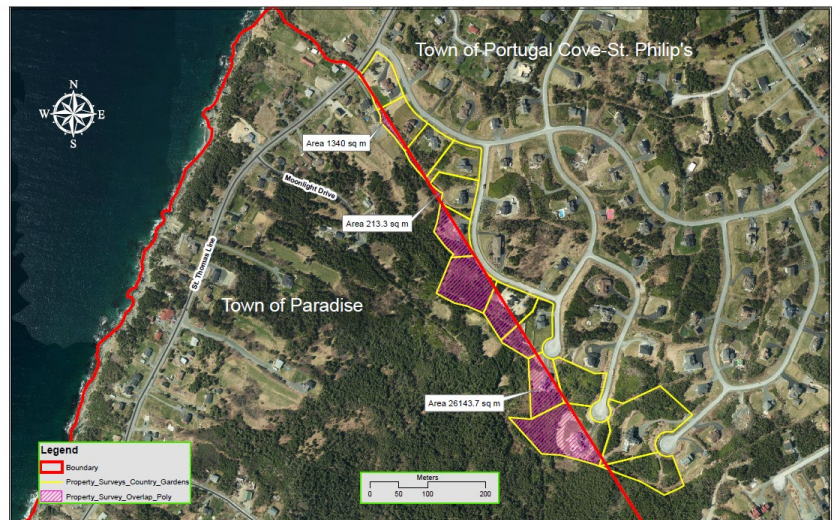 Town of Portugal Cove-St. Philip's
N
W
E
S
Area 1340 sq m
Moonlight Drive
Area 213.3 sq m
St. Thomas Line
Town of Paradise
Area 26143.7 sq m
Legend
Boundary
Property_Surveys_Country_Gardens
Property_Survey_Overlap_Poly
Meters
0 50 100 200